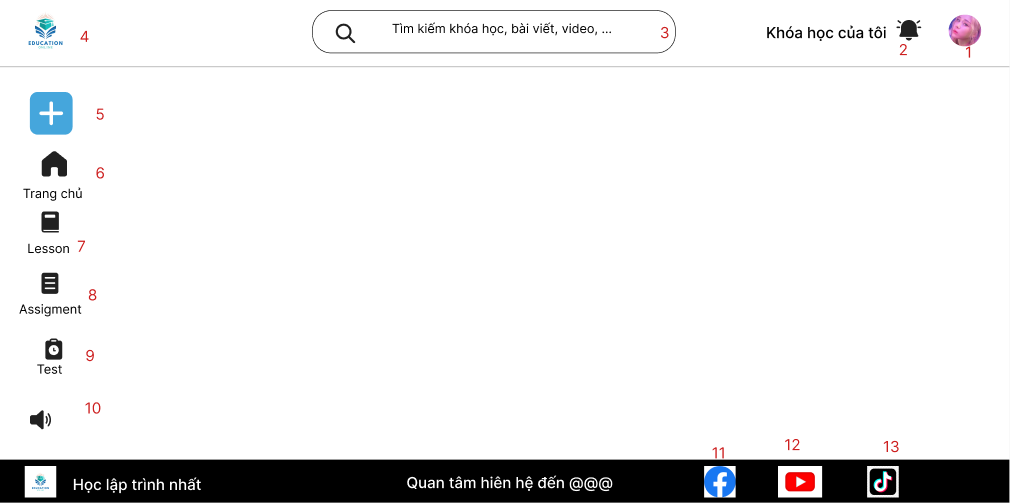 EDUCATION
4
Tìm kiếm khóa học, bài viết, video, ...
3
Khóa học của tôi
2
1
5
6
Trang chủ
Lesson
7
8
Assigment
9
Test
10
11
12
13
EDUCATION
Học lập trình nhất
Quan tâm hiên hệ đến @@@